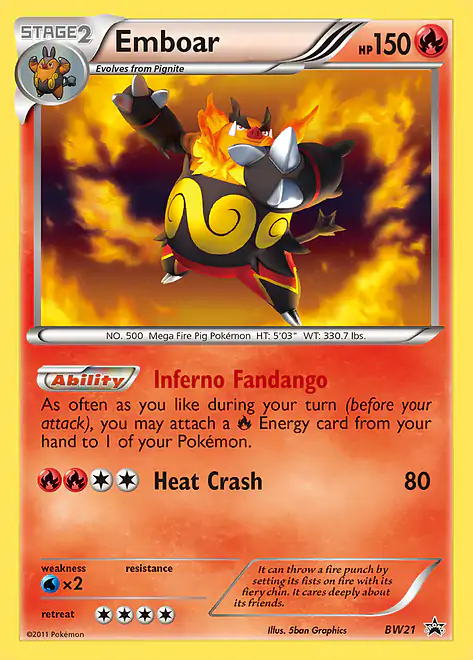 STAGE2
Emboar
HP150
Evolves from Pignite
NO. 500 Mega Fire Pig Pokémon HT: 5'03" WT: 330.7 lbs.
Ability Inferno Fandango
As often as you like during your turn (before your
attack), you may attach a Energy card from your
hand to 1 of your Pokémon.
Heat Crash 80
weakness resistance
×2
It can throw a fire punch by
setting its fists on fire with its
fiery chin. It cares deeply about
its friends.
retreat
©2011 Pokémon Illus. 5ban Graphics BW21